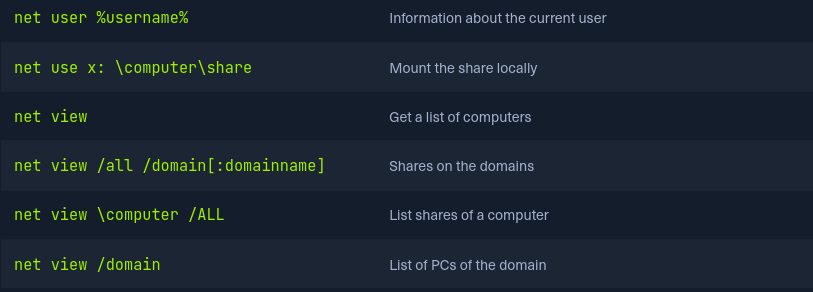 net user %username% Information about the current user
net use x: \computer\share Mount the share locally
net view Get a list of computers
net view /all /domain[:domainname] Shares on the domains
net view \computer /ALL List shares of a computer
net view /domain List of PCs of the domain